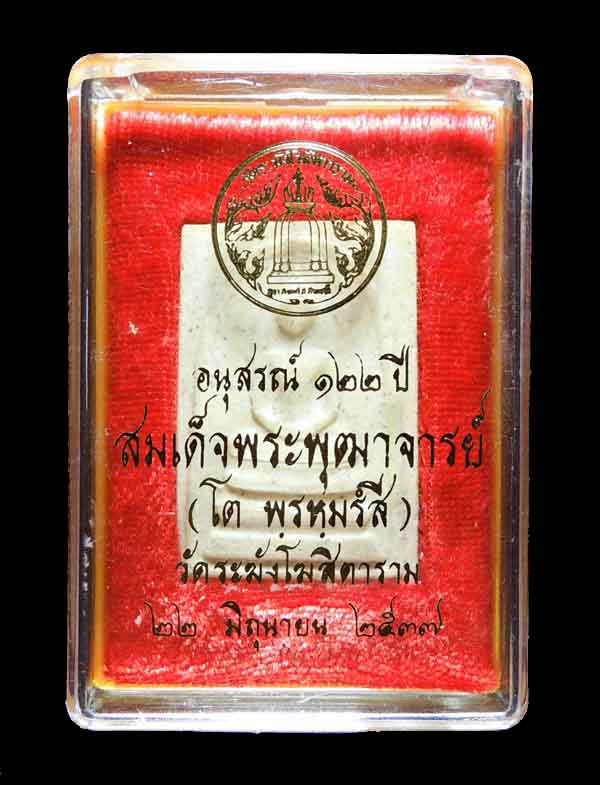 อนุสรณ์ ๑๒๒ ปี
สมเด็จพระพุฒาจารย์
(โต พฺรหฺมรํสี)
วัดระฆังโฆสิตาราม
๒๒ มิถุนายน ๒๕๓๗